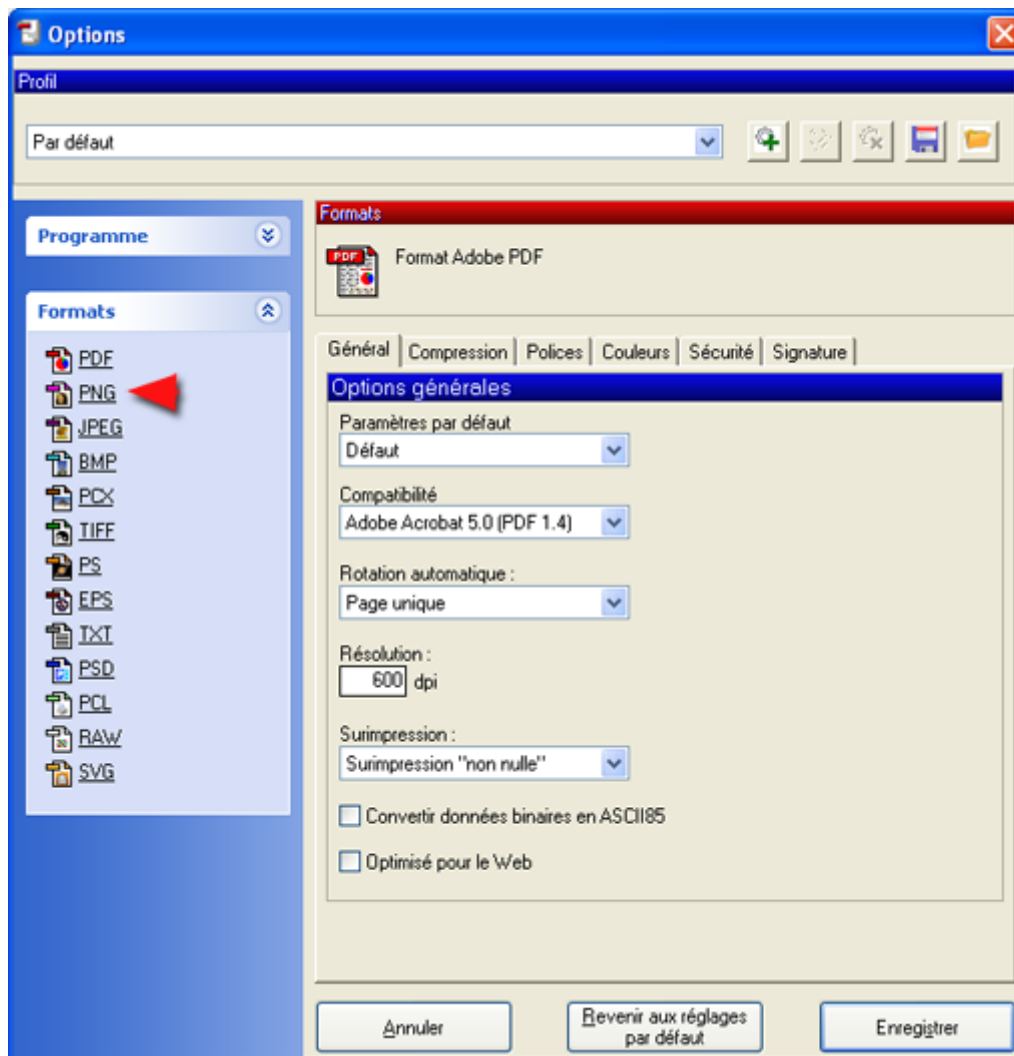 Options
Profil
Par défaut
Programme
Formats
PDF
PNG
JPEG
BMP
PCX
TIFF
PS
EPS
TXT
PSD
PCL
RAW
SVG
Formats
PDF
Format Adobe PDF
Général Compression Polices Couleurs Sécurité Signature
Options générales
Paramètres par défaut
Défaut
Compatibilité
Adobe Acrobat 5.0 (PDF 1.4)
Rotation automatique :
Page unique
Résolution :
600 dpi
Surimpression :
Surimpression "non nulle"
Convertir données binaires en ASCII85
Optimisé pour le Web
Annuler
Revenir aux réglages
par défaut
Enregistrer